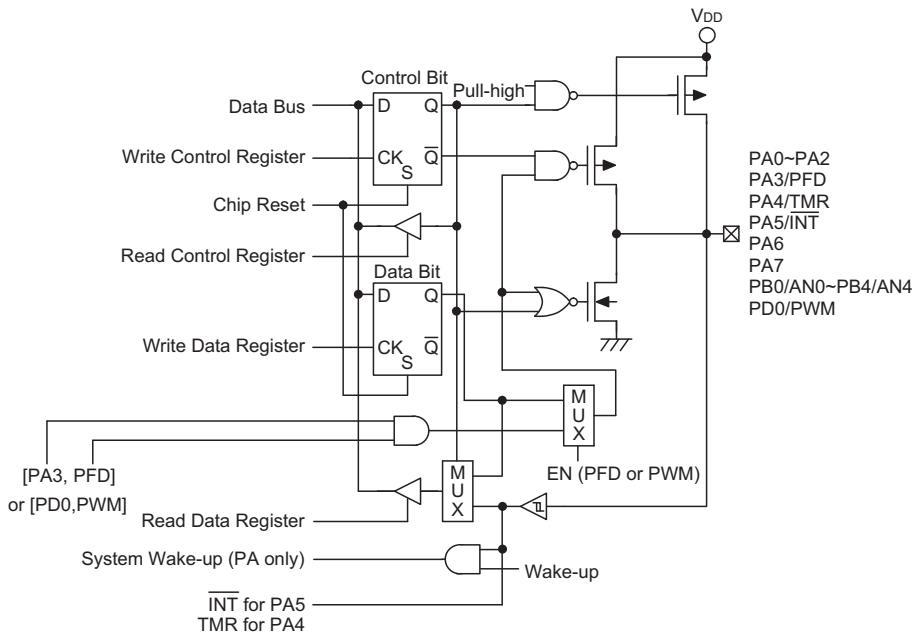 VDD
Control Bit
Pull-high
Data Bus
D Q
Write Control Register
CK Q̅
S
Chip Reset
Read Control Register
Data Bit
D Q
Write Data Register
CK Q̅
S
PA0~PA2
PA3/PFD
PA4/TMR
PA5/I̅N̅T̅
PA6
PA7
PB0/AN0~PB4/AN4
PD0/PWM
M
U
X
EN (PFD or PWM)
[PA3, PFD]
or [PD0,PWM]
M
U
X
Read Data Register
System Wake-up (PA only)
Wake-up
I̅N̅T̅ for PA5
TMR for PA4